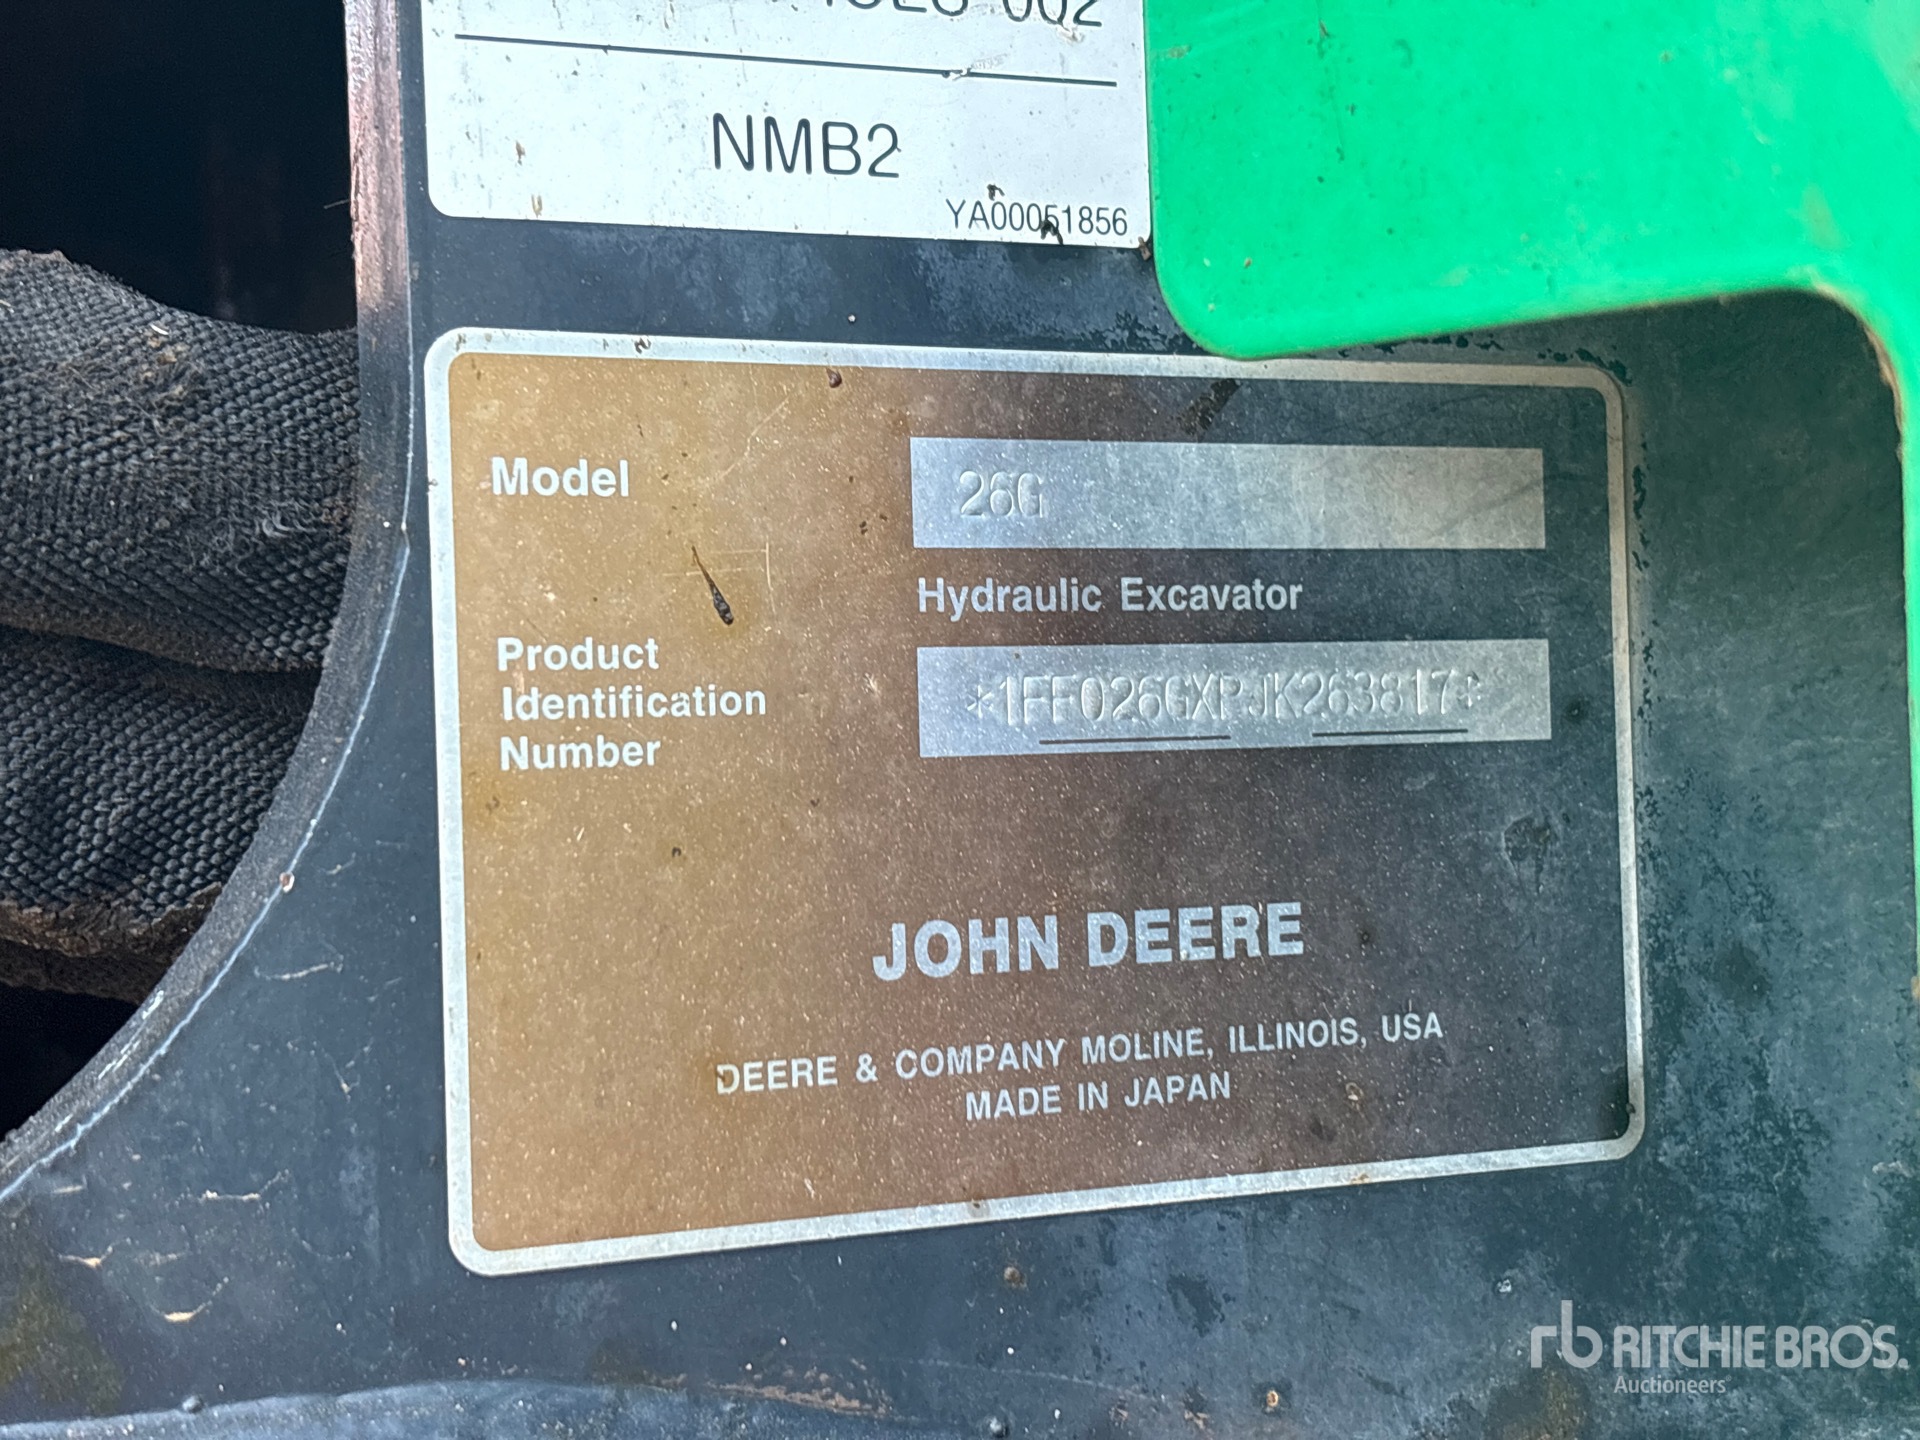 NMB2
YA00051856
Model
26G
Hydraulic Excavator
Product
Identification
Number
*1FF026GXPJK263817*
JOHN DEERE
DEERE & COMPANY MOLINE, ILLINOIS, USA
MADE IN JAPAN
rb RITCHIE BROS.
Auctioneers